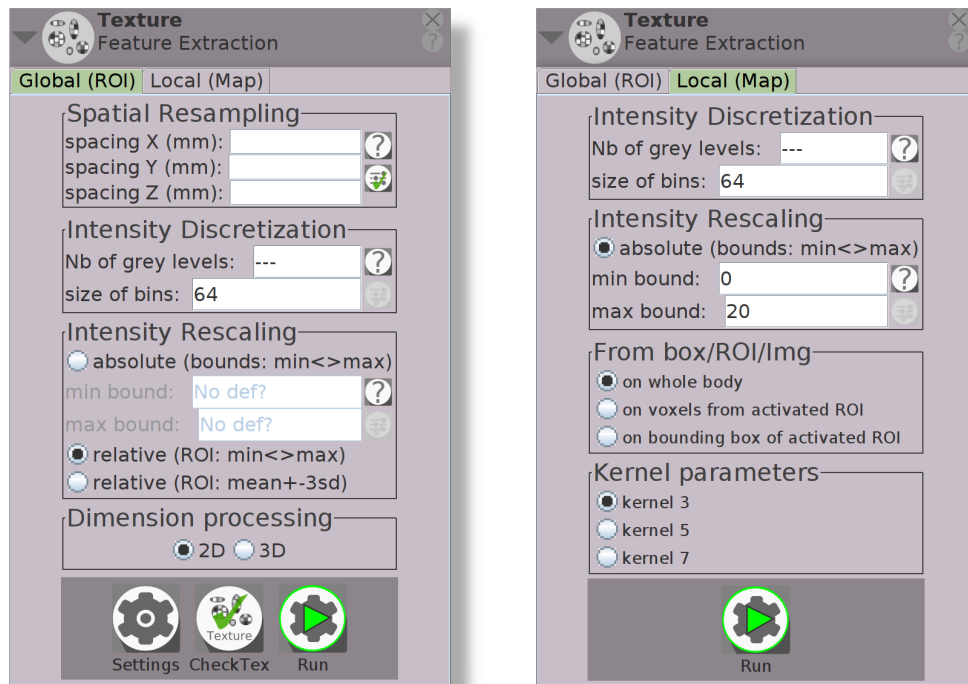 Texture
Feature Extraction
Global (ROI) Local (Map)
Spatial Resampling
spacing X (mm):
spacing Y (mm):
spacing Z (mm):
Intensity Discretization
Nb of grey levels: ---
size of bins: 64
Intensity Rescaling
absolute (bounds: min<>max)
min bound: No def?
max bound: No def?
relative (ROI: min<>max)
relative (ROI: mean+-3sd)
Dimension processing
2D 3D
Texture
Settings CheckTex Run
Texture
Feature Extraction
Global (ROI) Local (Map)
Intensity Discretization
Nb of grey levels: ---
size of bins: 64
Intensity Rescaling
absolute (bounds: min<>max)
min bound: 0
max bound: 20
From box/ROI/Img
on whole body
on voxels from activated ROI
on bounding box of activated ROI
Kernel parameters
kernel 3
kernel 5
kernel 7
Run